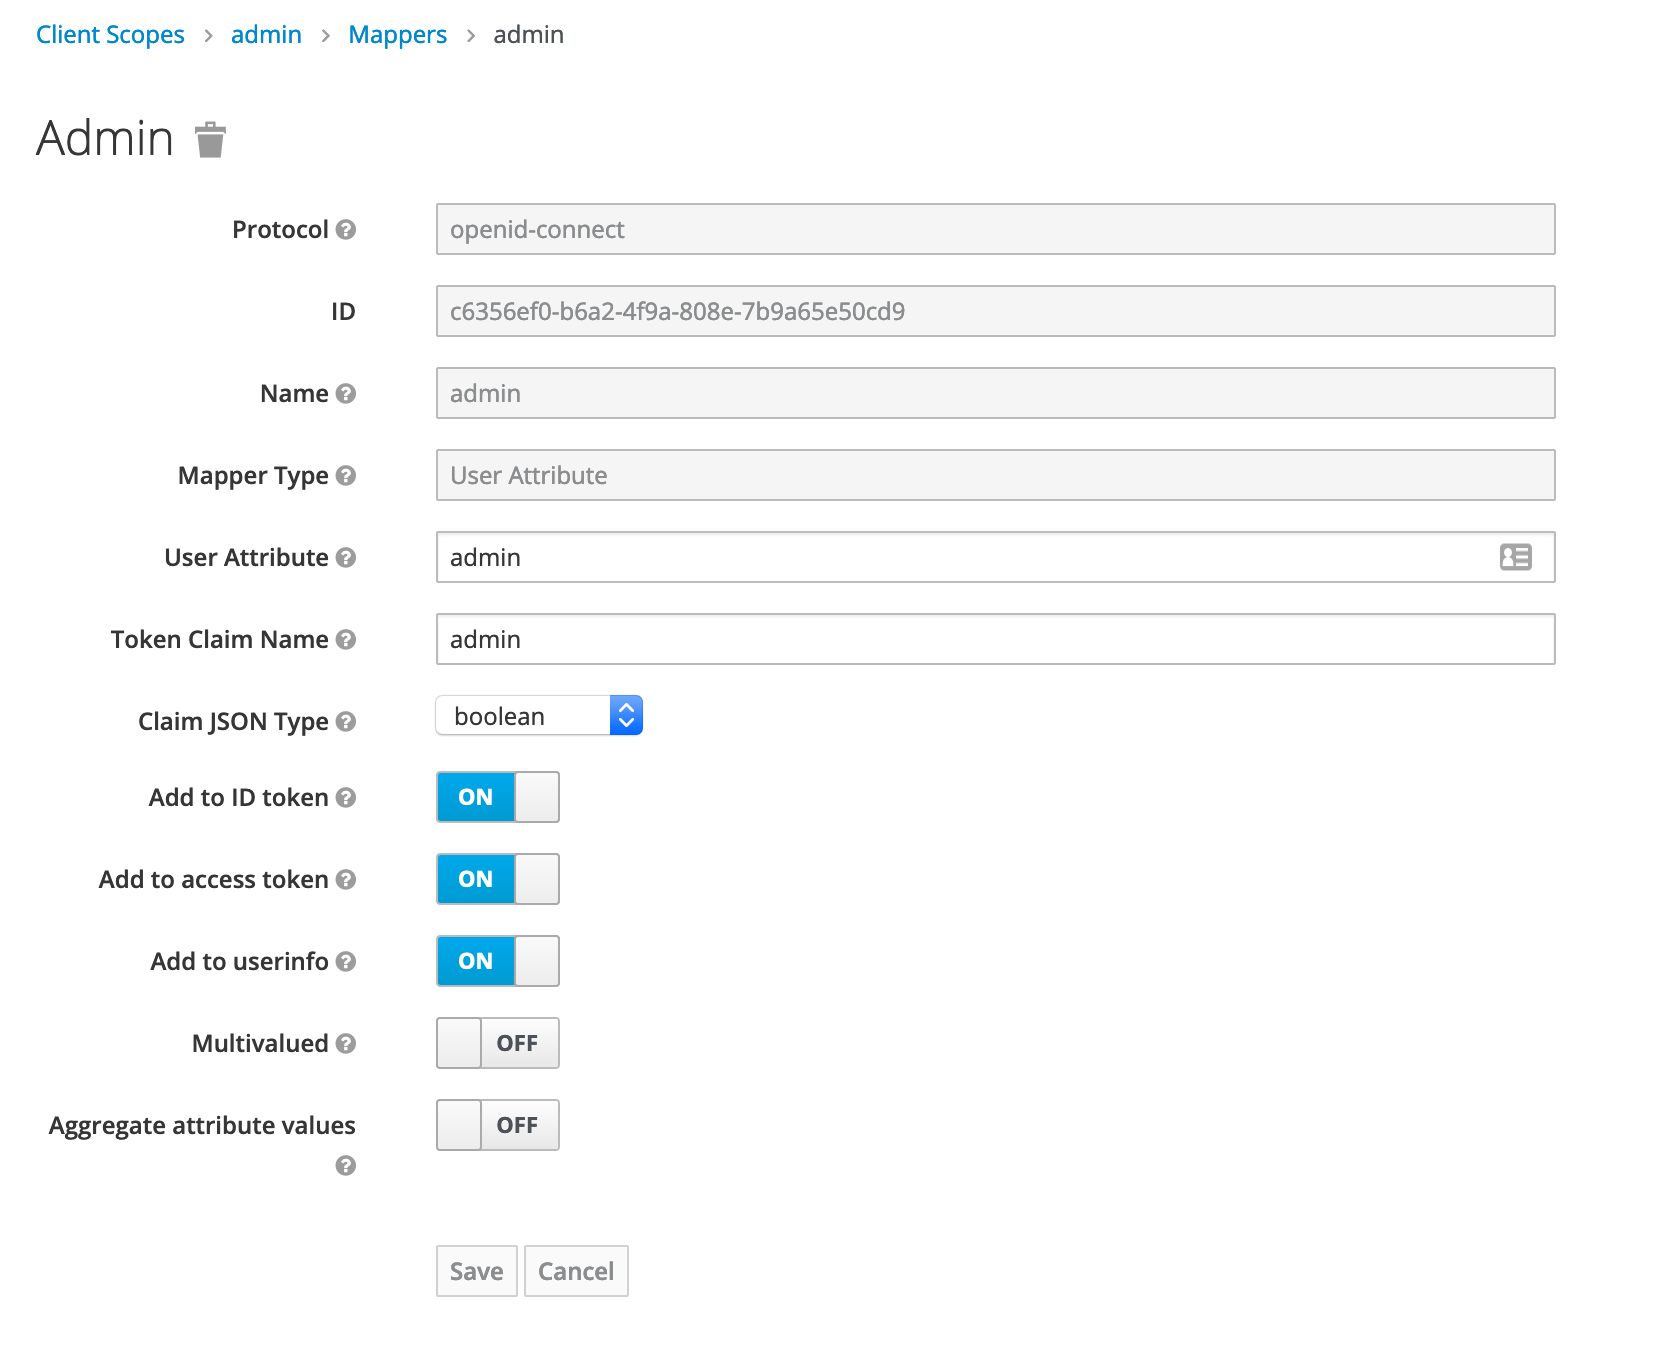 Client Scopes > admin > Mappers > admin
Admin
Protocol openid-connect
ID c6356ef0-b6a2-4f9a-808e-7b9a65e50cd9
Name admin
Mapper Type User Attribute
User Attribute admin
Token Claim Name admin
Claim JSON Type boolean
Add to ID token ON
Add to access token ON
Add to userinfo ON
Multivalued OFF
Aggregate attribute values OFF
Save Cancel